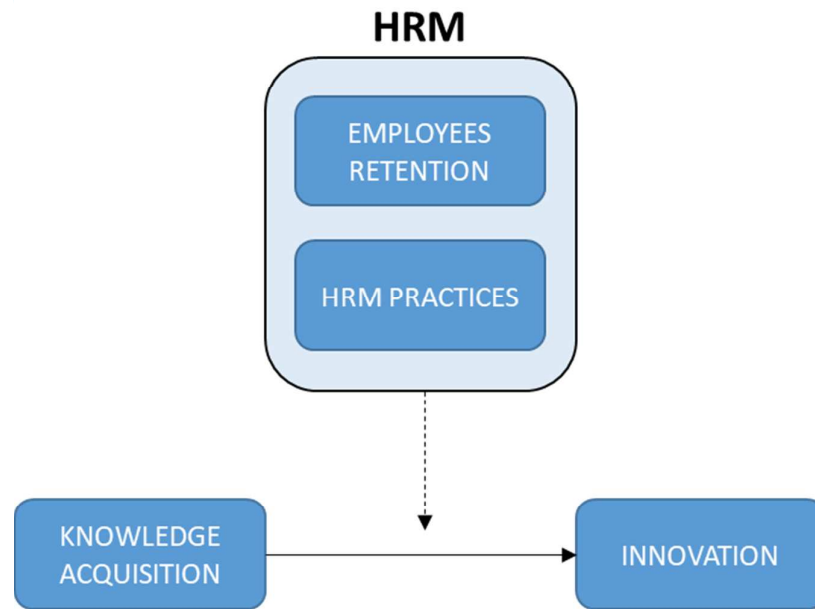 HRM
EMPLOYEES
RETENTION
HRM PRACTICES
KNOWLEDGE
ACQUISITION
INNOVATION